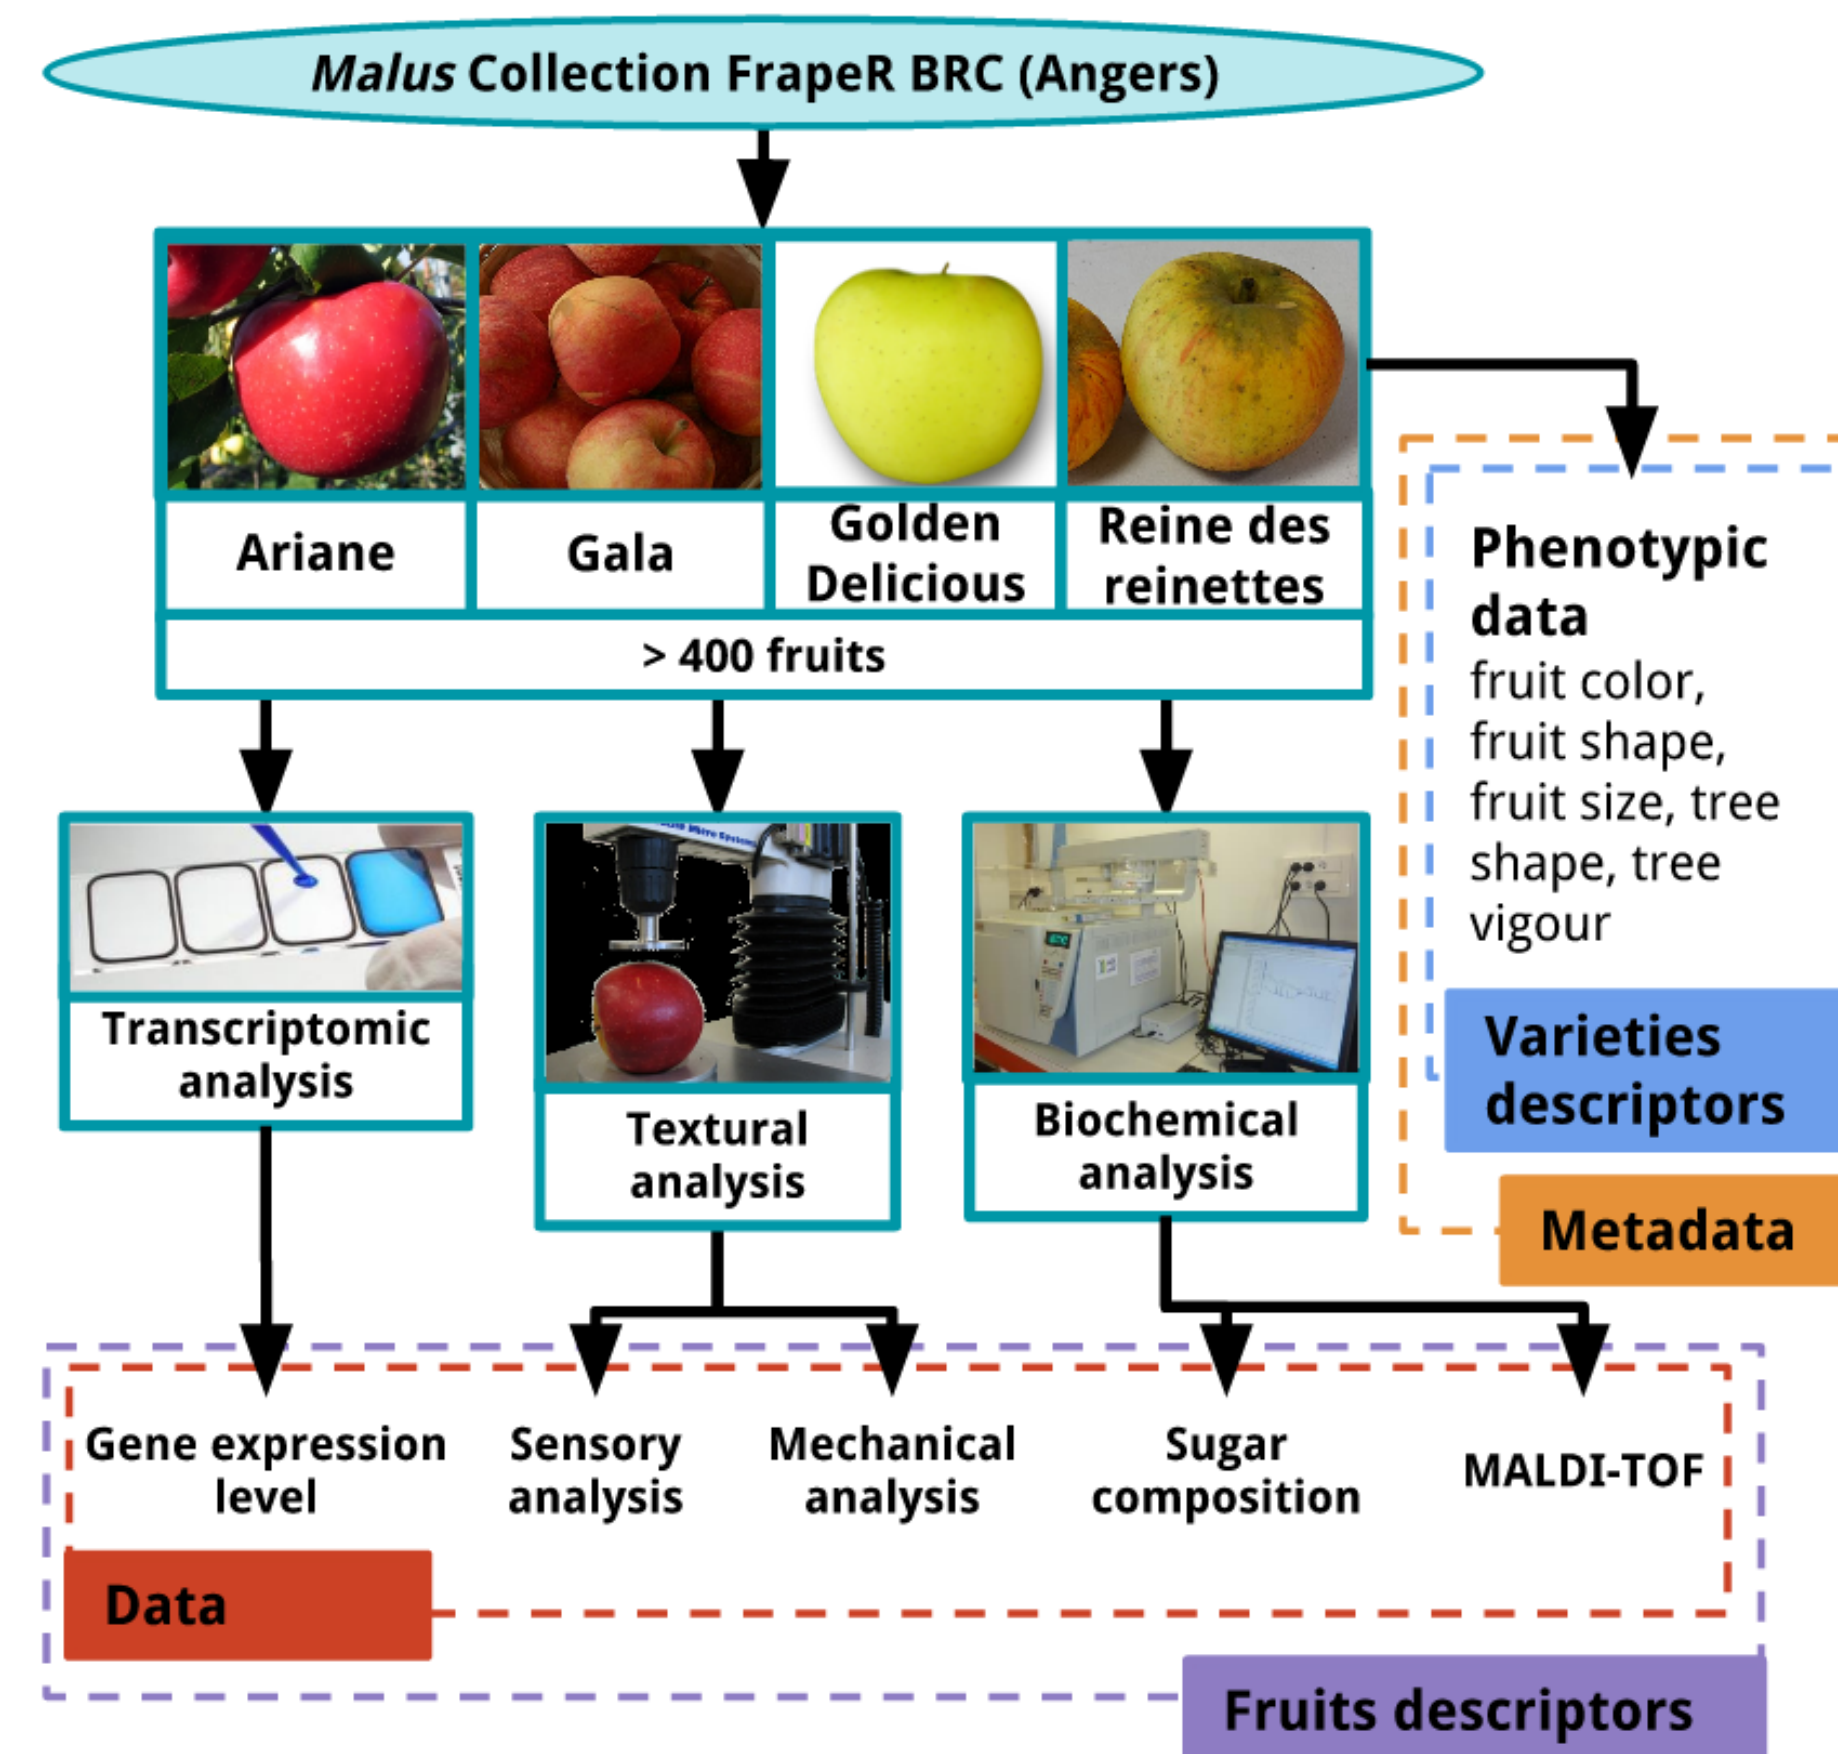 Malus Collection FrapeR BRC (Angers)
Ariane
Gala
Golden
Delicious
Reine des
reinettes
> 400 fruits
Phenotypic
data
fruit color,
fruit shape,
fruit size, tree
shape, tree
vigour
Varieties
descriptors
Metadata
Transcriptomic
analysis
Textural
analysis
Biochemical
analysis
Gene expression
level
Sensory
analysis
Mechanical
analysis
Sugar
composition
MALDI-TOF
Data
Fruits descriptors